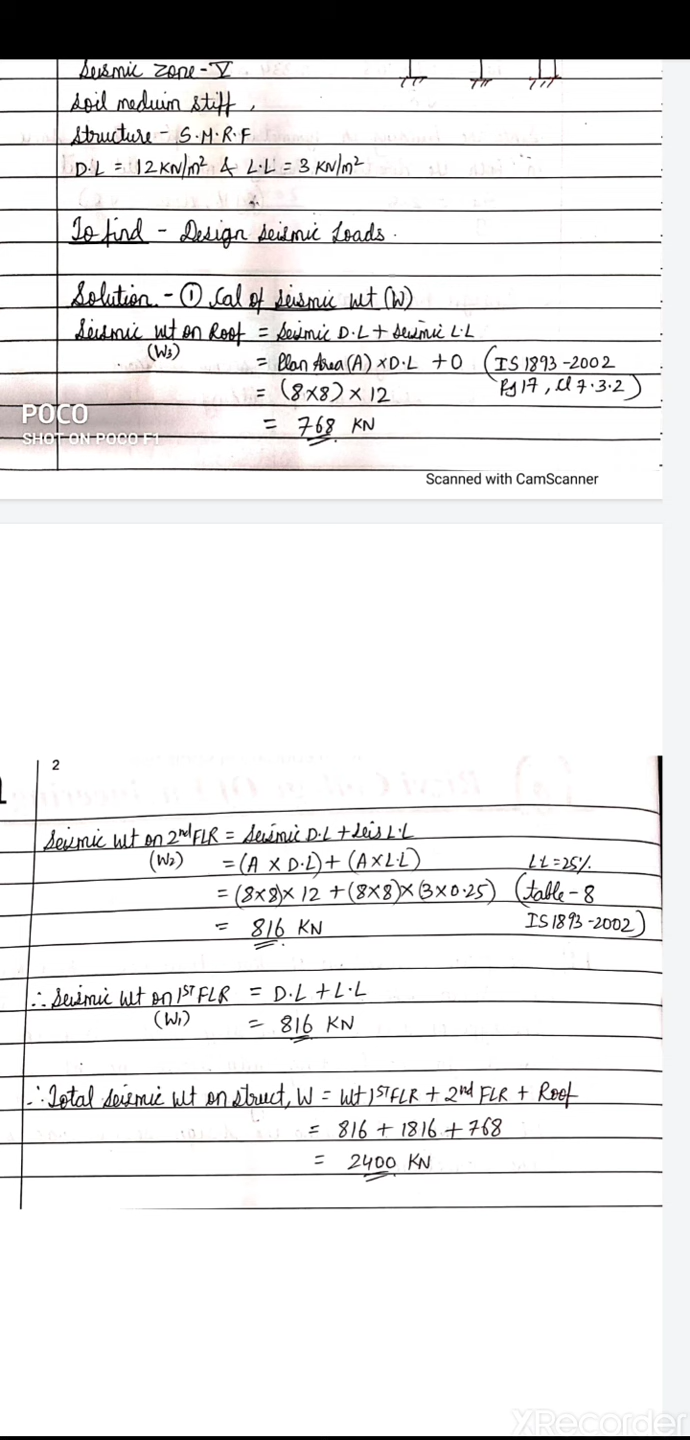 Seismic zone - V
Soil meduim stiff ,
Structure - S.M.R.F
D.L = 12 KN/m² & L.L = 3 KN/m²
To find - Design seismic Loads.
Solution - ① Cal of seismic wt (W)
Seismic wt on Roof = Seismic D.L + Seismic L.L
(W₃)
= Plan Area (A) × D.L + 0 (IS 1893-2002
= (8×8) × 12 Pg 17, cl 7.3.2)
= 768 KN
POCO
SHOT ON POCO F1
Scanned with CamScanner
2
Seismic wt on 2nd FLR = Seismic D.L + Seis L.L
(W₂) = (A × D.L) + (A × L.L) LL = 25%
= (8×8) × 12 + (8×8) × (3×0.25) (table - 8
= 816 KN IS 1893-2002)
∴ Seismic wt on 1ST FLR = D.L + L.L
(W₁) = 816 KN
∴ Total seismic wt on struct, W = Wt 1ST FLR + 2nd FLR + Roof
= 816 + 1816 + 768
= 2400 KN
XRecorder